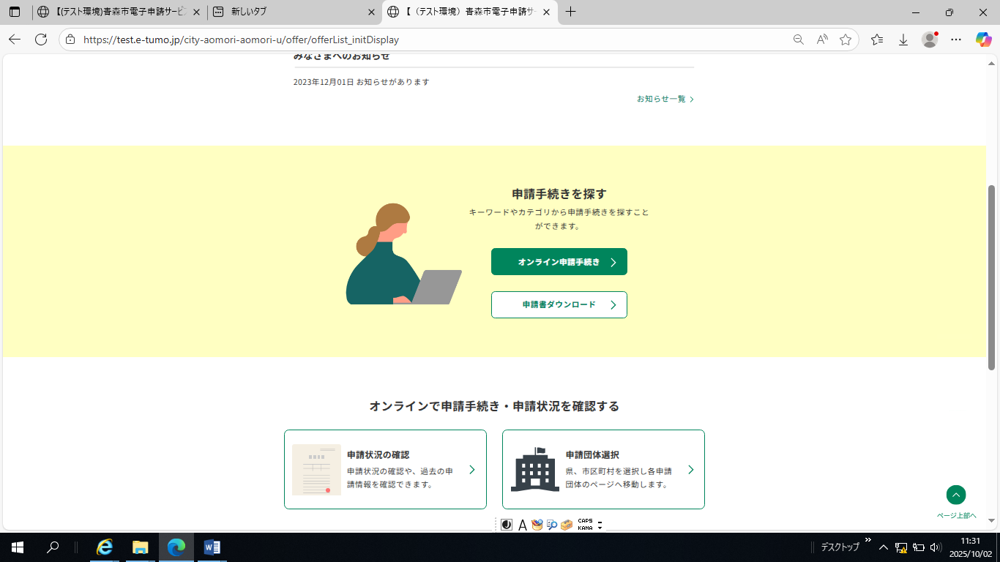 【(テスト環境)青森市電子申請サービス
新しいタブ
【（テスト環境）青森市電子申請サー
https://test.e-tumo.jp/city-aomori-aomori-u/offer/offerList_initDisplay
みなさまへのお知らせ
2023年12月01日 お知らせがあります
お知らせ一覧
申請手続きを探す
キーワードやカテゴリから申請手続きを探すこと
ができます。
オンライン申請手続き
申請書ダウンロード
オンラインで申請手続き・申請状況を確認する
申請状況の確認
申請状況の確認や、過去の申
請情報を確認できます。
申請団体選択
県、市区町村を選択し各申請
団体のページへ移動します。
ページ上部へ
A
CAPS
KANA
デスクトップ
11:31
2025/10/02